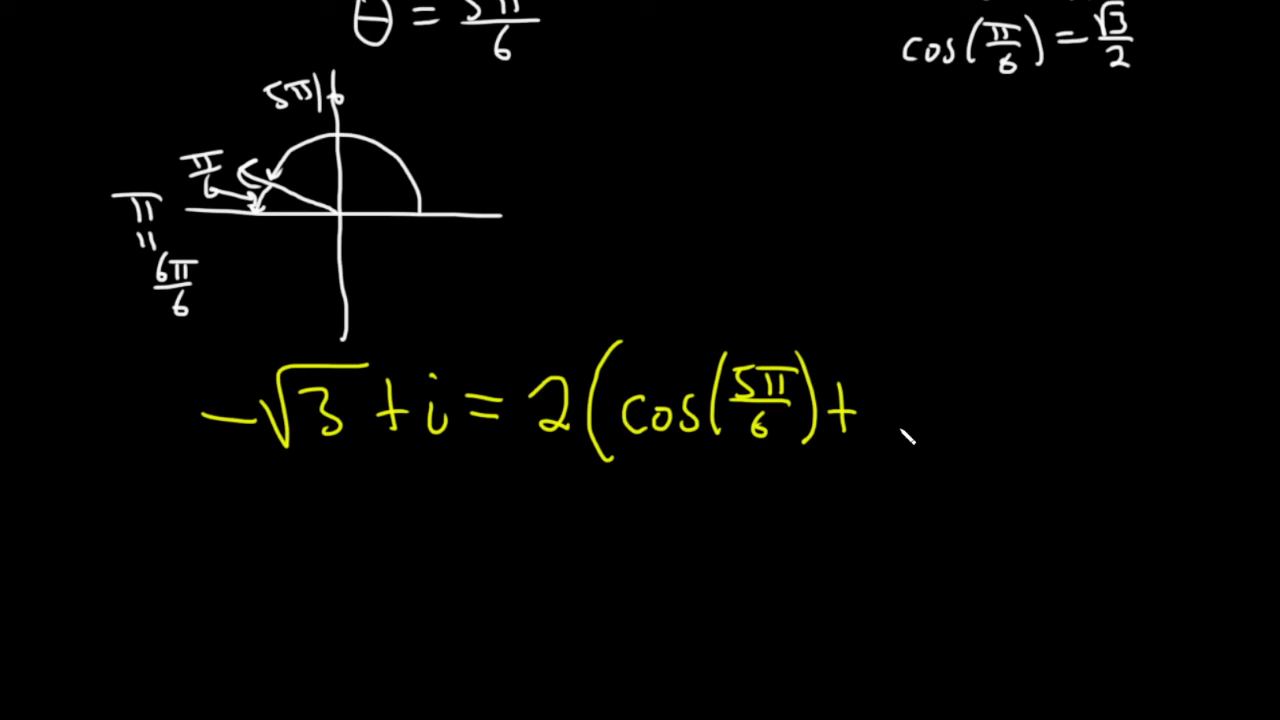 θ = 5π/6
cos(π/6) = √3/2
5π/6
π/6
π
=
6π/6
-√3 + i = 2(cos(5π/6) +